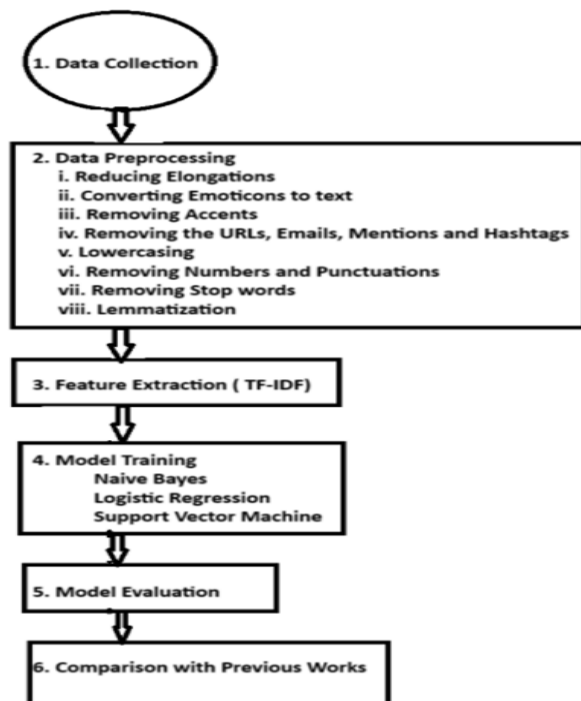 1. Data Collection
2. Data Preprocessing
i. Reducing Elongations
ii. Converting Emoticons to text
iii. Removing Accents
iv. Removing the URLs, Emails, Mentions and Hashtags
v. Lowercasing
vi. Removing Numbers and Punctuations
vii. Removing Stop words
viii. Lemmatization
3. Feature Extraction ( TF-IDF)
4. Model Training
Naive Bayes
Logistic Regression
Support Vector Machine
5. Model Evaluation
6. Comparison with Previous Works